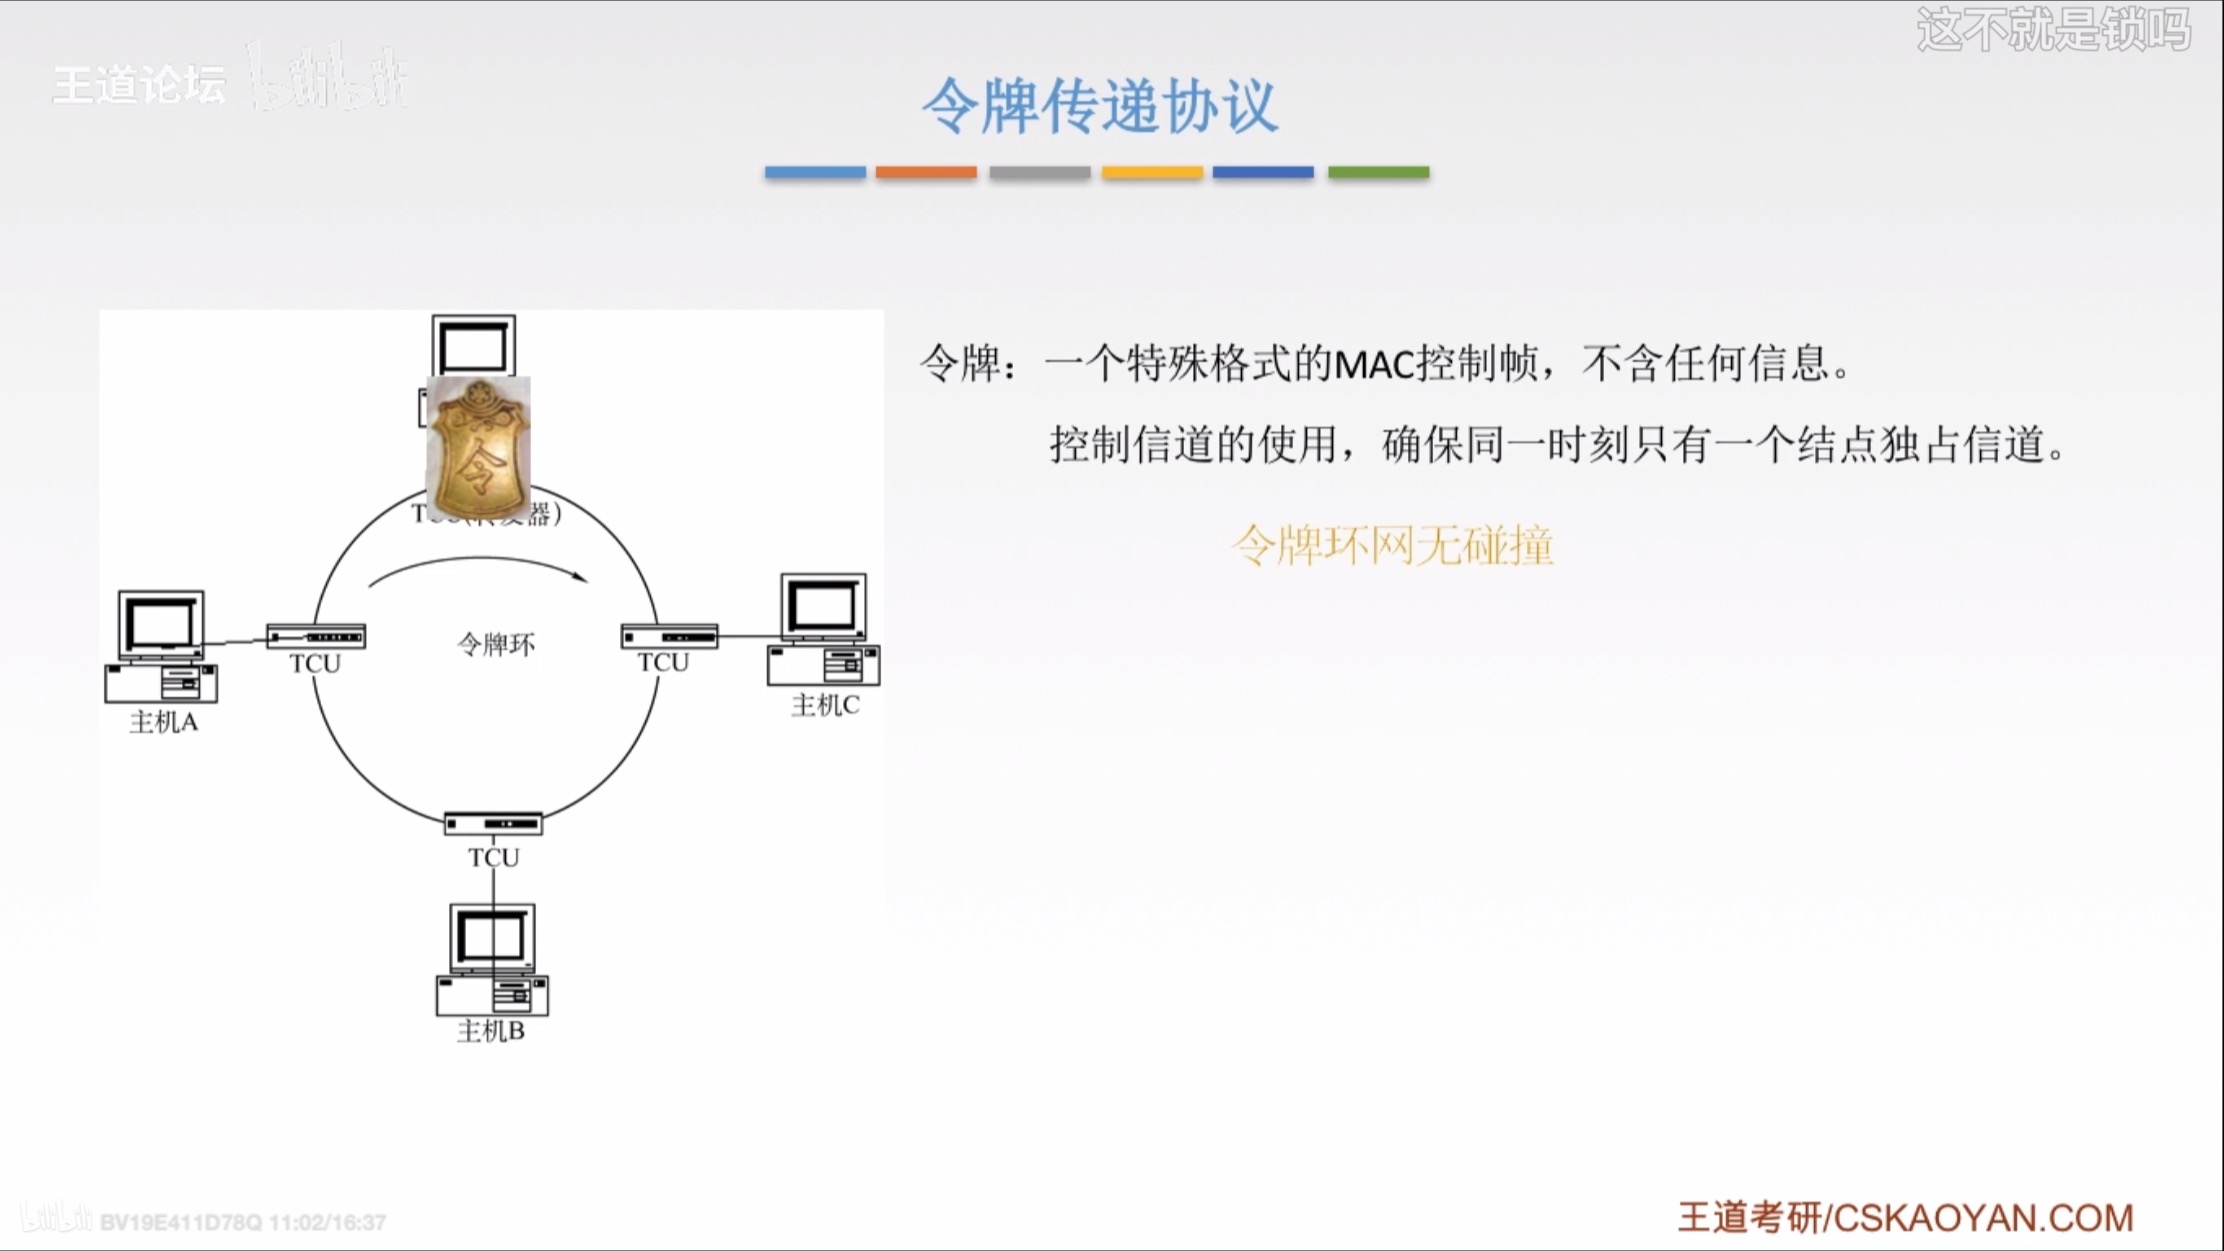 这不就是锁吗
王道论坛 bilibili
令牌传递协议
令牌：一个特殊格式的MAC控制帧，不含任何信息。
控制信道的使用，确保同一时刻只有一个结点独占信道。
令牌环网无碰撞
令
器）
令牌环
TCU
TCU
主机A
主机C
TCU
主机B
bilibili BV19E411D78Q 11:02/16:37
王道考研/CSKAOYAN.COM